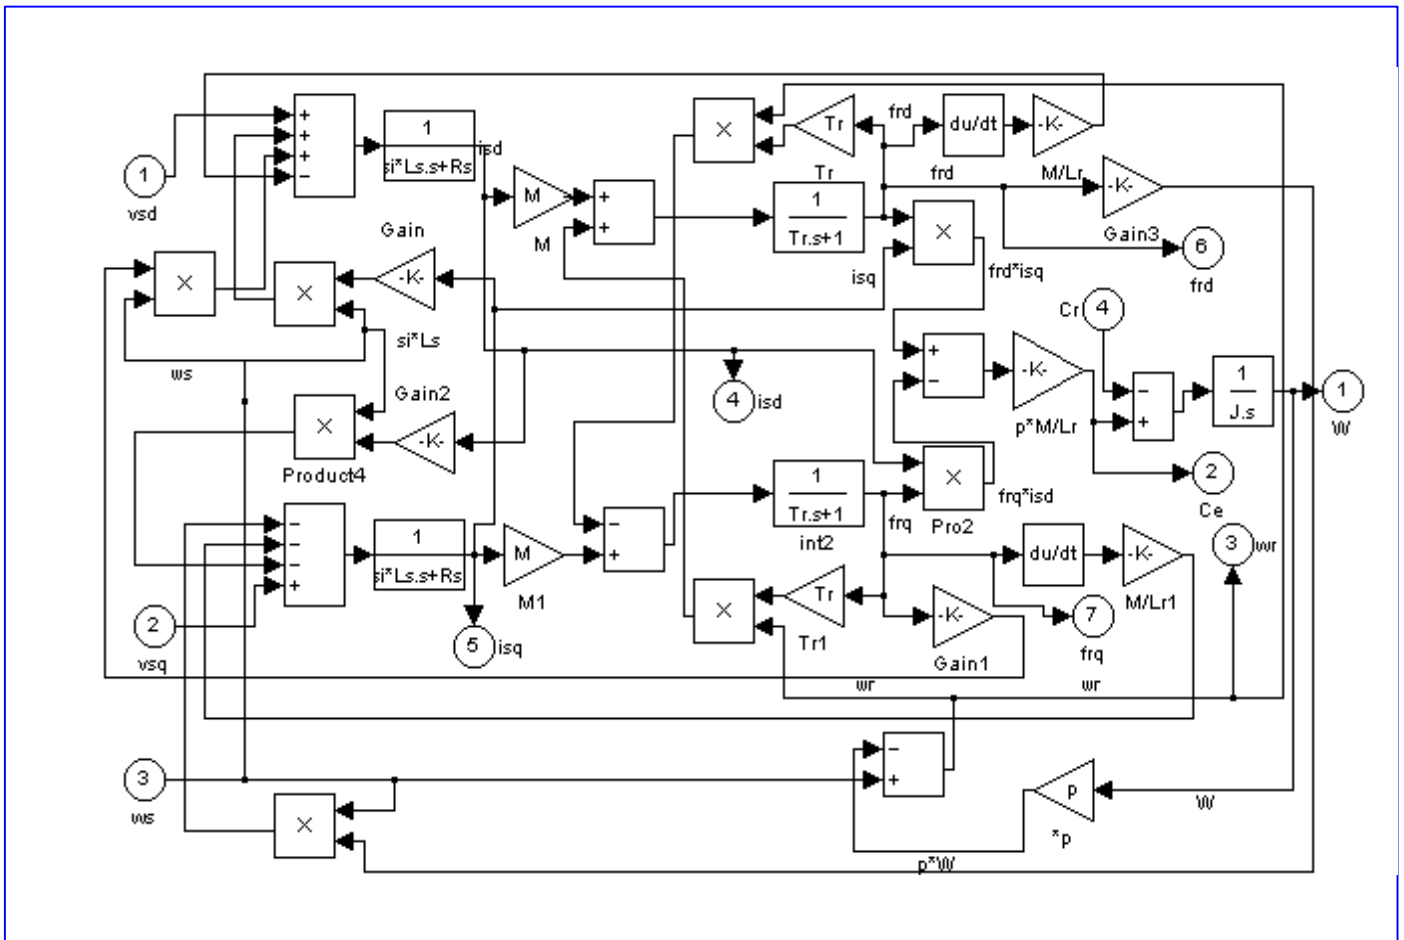 frd
du/dt
-K-
Tr
+
+
+
−
1
si*Ls.s+Rs
isd
1
vsd
M
+
+
M
Tr
1
Tr.s+1
frd
M/Lr
-K-
Gain3
6
frd
isq
frd*isq
Gain
-K-
si*Ls
ws
Cr
4
+
−
-K-
p*M/Lr
−
+
1
J.s
1
W
4
isd
Gain2
-K-
Product4
frq*isd
Pro2
2
Ce
−
−
−
+
1
si*Ls.s+Rs
M
M1
−
+
1
Tr.s+1
int2
frq
du/dt
-K-
M/Lr1
3
wr
2
vsq
5
isq
Tr
Tr1
-K-
Gain1
7
frq
wr
wr
3
ws
−
+
p
*p
W
p*W